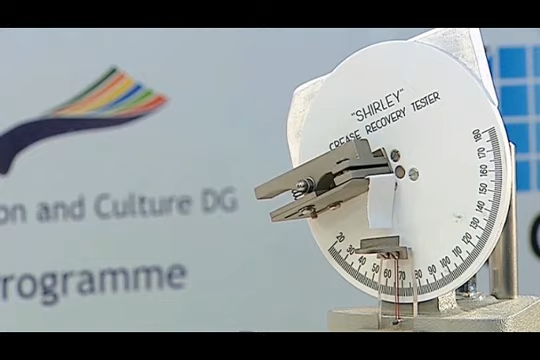 "SHIRLEY"
CREASE RECOVERY TESTER
20 30 40 50 60 70 80 90 100 110 120 130 140 150 160 170 180
on and Culture DG
rogramme